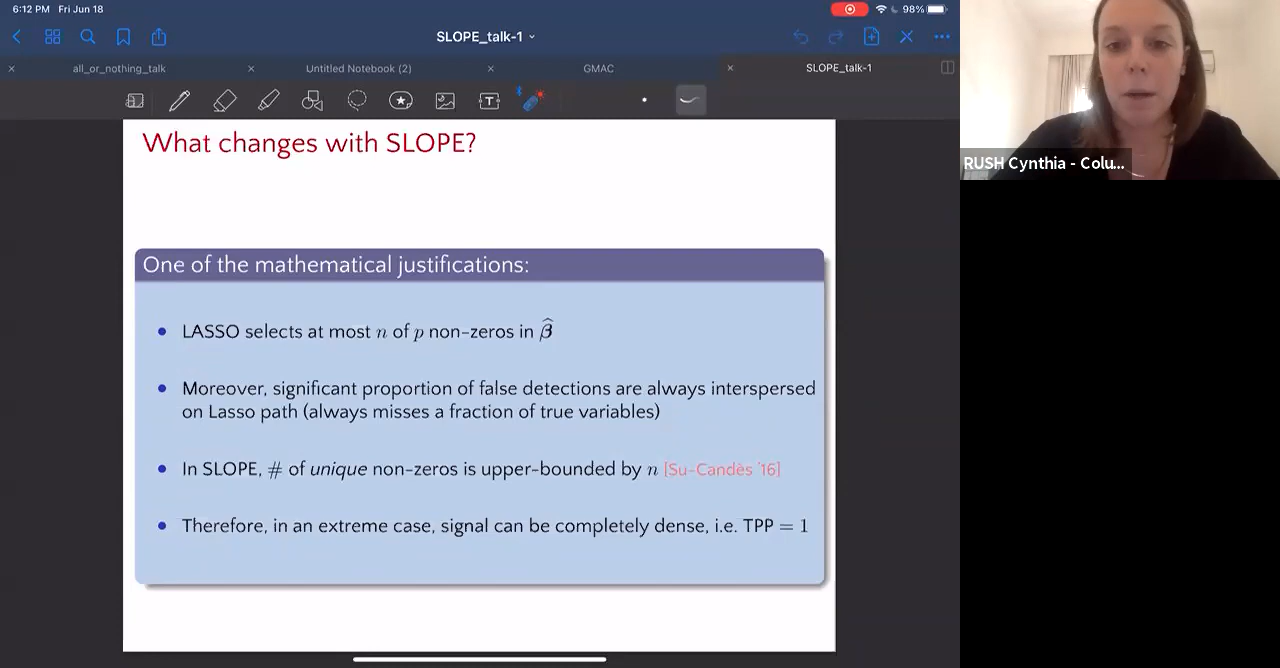 6:12 PM Fri Jun 18
98%
SLOPE_talk-1
all_or_nothing_talk
Untitled Notebook (2)
GMAC
SLOPE_talk-1
T
What changes with SLOPE?
One of the mathematical justifications:
• LASSO selects at most n of p non-zeros in β̂
• Moreover, significant proportion of false detections are always interspersed
on Lasso path (always misses a fraction of true variables)
• In SLOPE, # of unique non-zeros is upper-bounded by n [Su-Candès '16]
• Therefore, in an extreme case, signal can be completely dense, i.e. TPP = 1
RUSH Cynthia - Colu...